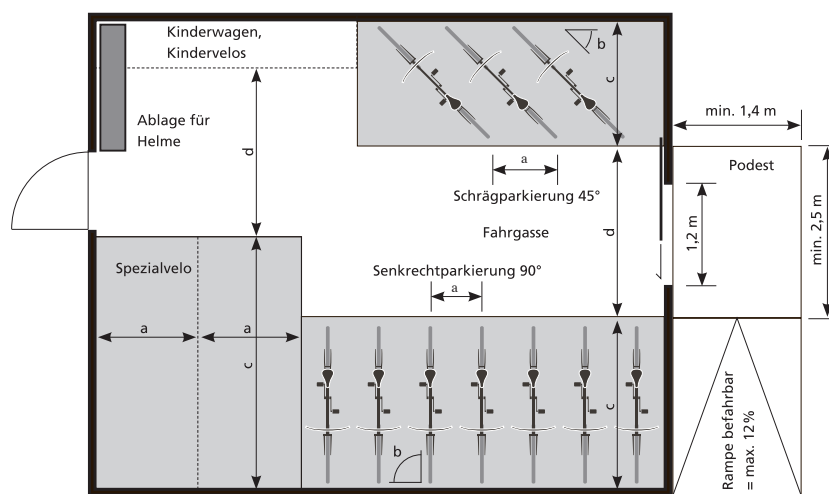 Kinderwagen,
Kindervelos
b
c
min. 1,4 m
Ablage für
Helme
d
a
Podest
Schrägparkierung 45°
Fahrgasse
d
1,2 m
min. 2,5 m
Spezialvelo
Senkrechtparkierung 90°
a
a
a
c
c
b
Rampe befahrbar
= max. 12%